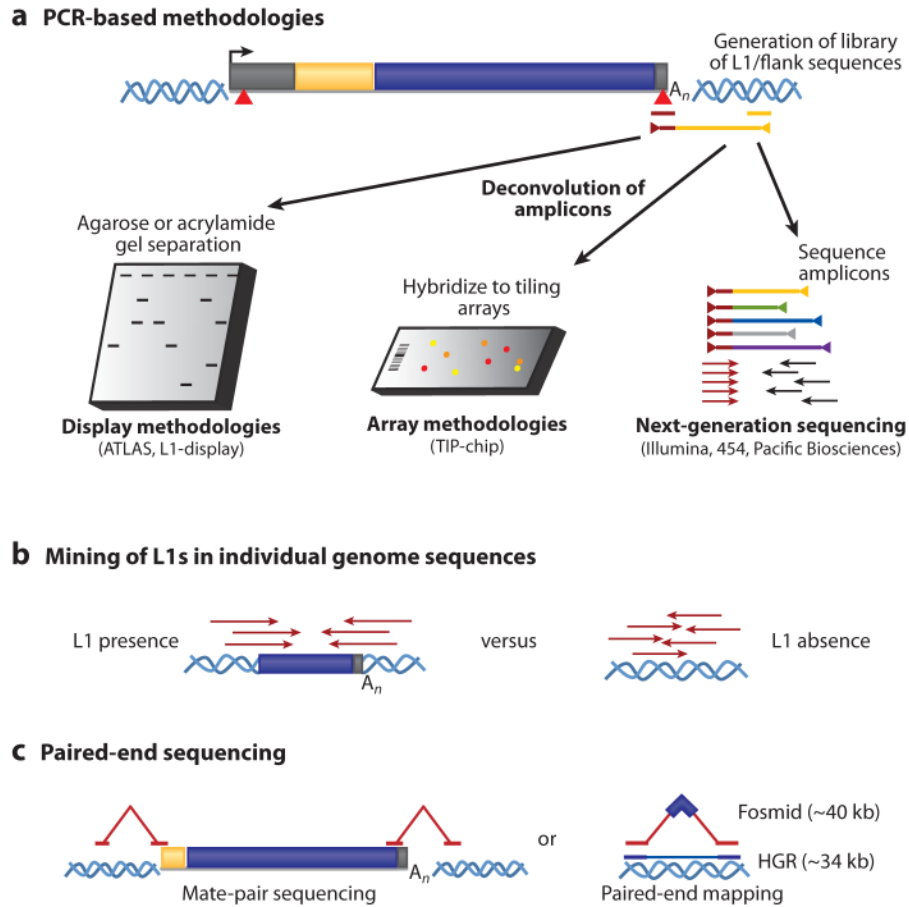 a PCR-based methodologies
Generation of library
of L1/flank sequences
An
Deconvolution of
amplicons
Agarose or acrylamide
gel separation
Hybridize to tiling
arrays
Sequence
amplicons
Display methodologies
(ATLAS, L1-display)
Array methodologies
(TIP-chip)
Next-generation sequencing
(Illumina, 454, Pacific Biosciences)
b Mining of L1s in individual genome sequences
L1 presence
versus
L1 absence
An
c Paired-end sequencing
An
Mate-pair sequencing
or
Fosmid (~40 kb)
HGR (~34 kb)
Paired-end mapping